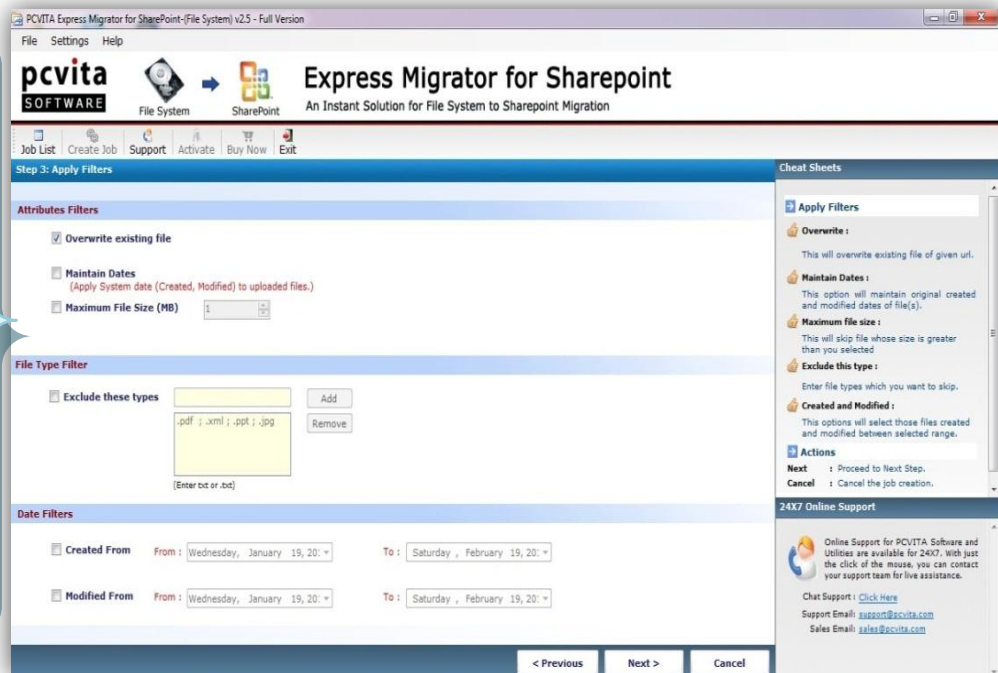 PCVITA Express Migrator for SharePoint-(File System) v2.5 - Full Version
File Settings Help
pcvita
SOFTWARE
File System
SharePoint
Express Migrator for Sharepoint
An Instant Solution for File System to Sharepoint Migration
Job List Create Job Support Activate Buy Now Exit
Step 3: Apply Filters
Attributes Filters
Overwrite existing file
Maintain Dates
(Apply System date (Created, Modified) to uploaded files.)
Maximum File Size (MB) 1
File Type Filter
Exclude these types Add
.pdf ; .xml ; .ppt ; .jpg Remove
(Enter txt or .txt)
Date Filters
Created From From : Wednesday, January 19, 20: To : Saturday , February 19, 20:
Modified From From : Wednesday, January 19, 20: To : Saturday , February 19, 20:
< Previous Next > Cancel
Cheat Sheets
Apply Filters
Overwrite :
This will overwrite existing file of given url.
Maintain Dates :
This option will maintain original created
and modified dates of file(s).
Maximum file size :
This will skip file whose size is greater
than you selected
Exclude this type :
Enter file types which you want to skip.
Created and Modified :
This options will select those files created
and modified between selected range.
Actions
Next : Proceed to Next Step.
Cancel : Cancel the job creation.
24X7 Online Support
Online Support for PCVITA Software and
Utilities are available for 24X7. With just
the click of the mouse, you can contact
your support team for live assistance.
Chat Support : Click Here
Support Email: support@pcvita.com
Sales Email: sales@pcvita.com